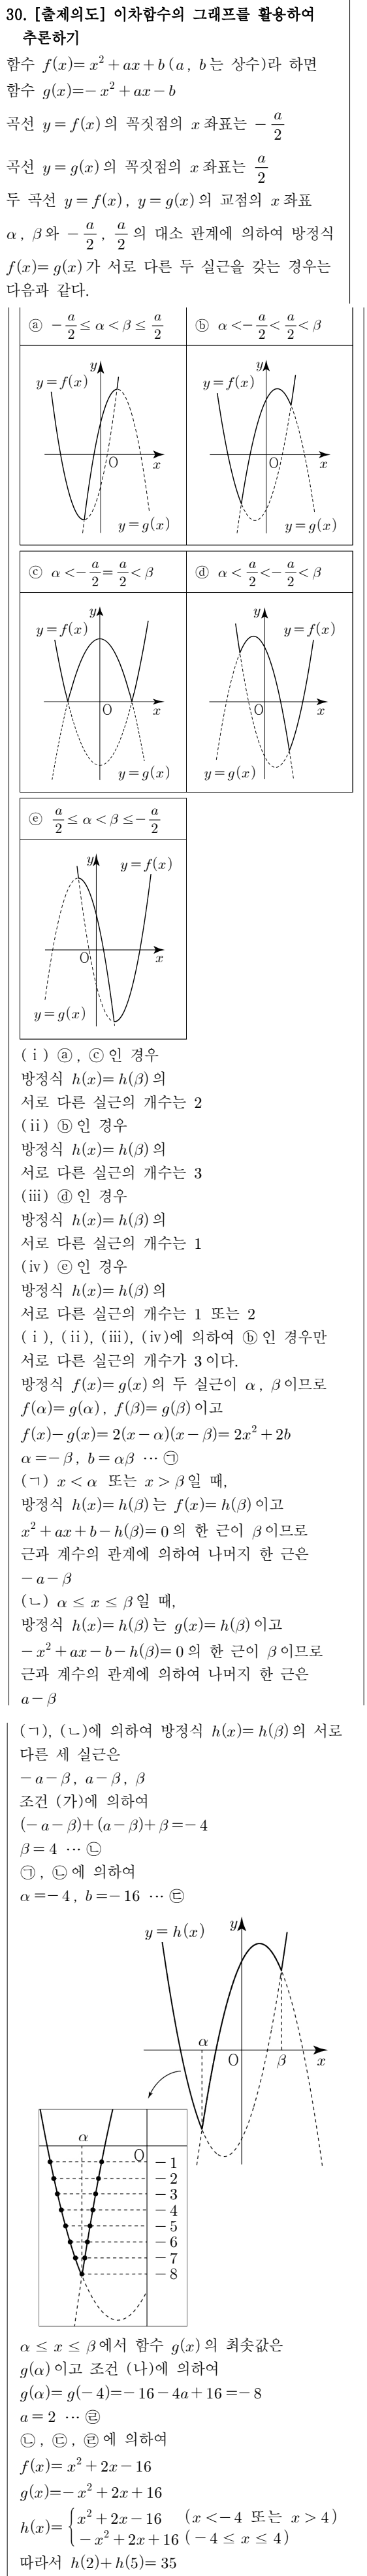 30. [출제의도] 이차함수의 그래프를 활용하여
추론하기
함수 f(x)=x²+ax+b (a, b는 상수)라 하면
함수 g(x)=-x²+ax-b
곡선 y=f(x)의 꼭짓점의 x좌표는 -a/2
곡선 y=g(x)의 꼭짓점의 x좌표는 a/2
두 곡선 y=f(x), y=g(x)의 교점의 x좌표
α, β와 -a/2, a/2의 대소 관계에 의하여 방정식
f(x)=g(x)가 서로 다른 두 실근을 갖는 경우는
다음과 같다.
ⓐ -a/2≤α<β≤a/2
ⓑ α<-a/2<a/2<β
y
y=f(x)
O
x
y=g(x)
y
y=f(x)
O
x
y=g(x)
ⓒ α<-a/2=a/2<β
ⓓ α<a/2<-a/2<β
y
y=f(x)
O
x
y=g(x)
y
y=f(x)
O
x
y=g(x)
ⓔ a/2≤α<β≤-a/2
y
y=f(x)
O
x
y=g(x)
(ⅰ) ⓐ, ⓒ인 경우
방정식 h(x)=h(β)의
서로 다른 실근의 개수는 2
(ⅱ) ⓑ인 경우
방정식 h(x)=h(β)의
서로 다른 실근의 개수는 3
(ⅲ) ⓓ인 경우
방정식 h(x)=h(β)의
서로 다른 실근의 개수는 1
(ⅳ) ⓔ인 경우
방정식 h(x)=h(β)의
서로 다른 실근의 개수는 1 또는 2
(ⅰ), (ⅱ), (ⅲ), (ⅳ)에 의하여 ⓑ인 경우만
서로 다른 실근의 개수가 3이다.
방정식 f(x)=g(x)의 두 실근이 α, β이므로
f(α)=g(α), f(β)=g(β)이고
f(x)-g(x)=2(x-α)(x-β)=2x²+2b
α=-β, b=αβ ⋯ ㉠
(ㄱ) x<α 또는 x>β일 때,
방정식 h(x)=h(β)는 f(x)=h(β)이고
x²+ax+b-h(β)=0의 한 근이 β이므로
근과 계수의 관계에 의하여 나머지 한 근은
-a-β
(ㄴ) α≤x≤β일 때,
방정식 h(x)=h(β)는 g(x)=h(β)이고
-x²+ax-b-h(β)=0의 한 근이 β이므로
근과 계수의 관계에 의하여 나머지 한 근은
a-β
(ㄱ), (ㄴ)에 의하여 방정식 h(x)=h(β)의 서로
다른 세 실근은
-a-β, a-β, β
조건 (가)에 의하여
(-a-β)+(a-β)+β=-4
β=4 ⋯ ㉡
㉠, ㉡에 의하여
α=-4, b=-16 ⋯ ㉢
y=h(x)
y
α
O
β
x
α
O
-1
-2
-3
-4
-5
-6
-7
-8
α≤x≤β에서 함수 g(x)의 최솟값은
g(α)이고 조건 (나)에 의하여
g(α)=g(-4)=-16-4a+16=-8
a=2 ⋯ ㉣
㉡, ㉢, ㉣에 의하여
f(x)=x²+2x-16
g(x)=-x²+2x+16
h(x)={x²+2x-16 (x<-4 또는 x>4)
-x²+2x+16 (-4≤x≤4)
따라서 h(2)+h(5)=35